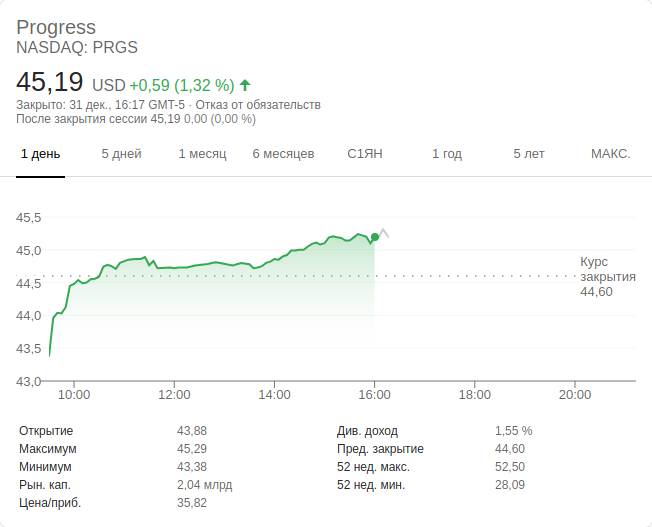 Progress
NASDAQ: PRGS
45,19 USD +0,59 (1,32 %)
Закрыто: 31 дек., 16:17 GMT-5 · Отказ от обязательств
После закрытия сессии 45,19 0,00 (0,00 %)
1 день 5 дней 1 месяц 6 месяцев С1ЯН 1 год 5 лет МАКС.
45,5
45,0
Курс
закрытия
44,60
44,5
44,0
43,5
43,0
10:00 12:00 14:00 16:00 18:00 20:00
Открытие 43,88 Див. доход 1,55 %
Максимум 45,29 Пред. закрытие 44,60
Минимум 43,38 52 нед. макс. 52,50
Рын. кап. 2,04 млрд 52 нед. мин. 28,09
Цена/приб. 35,82